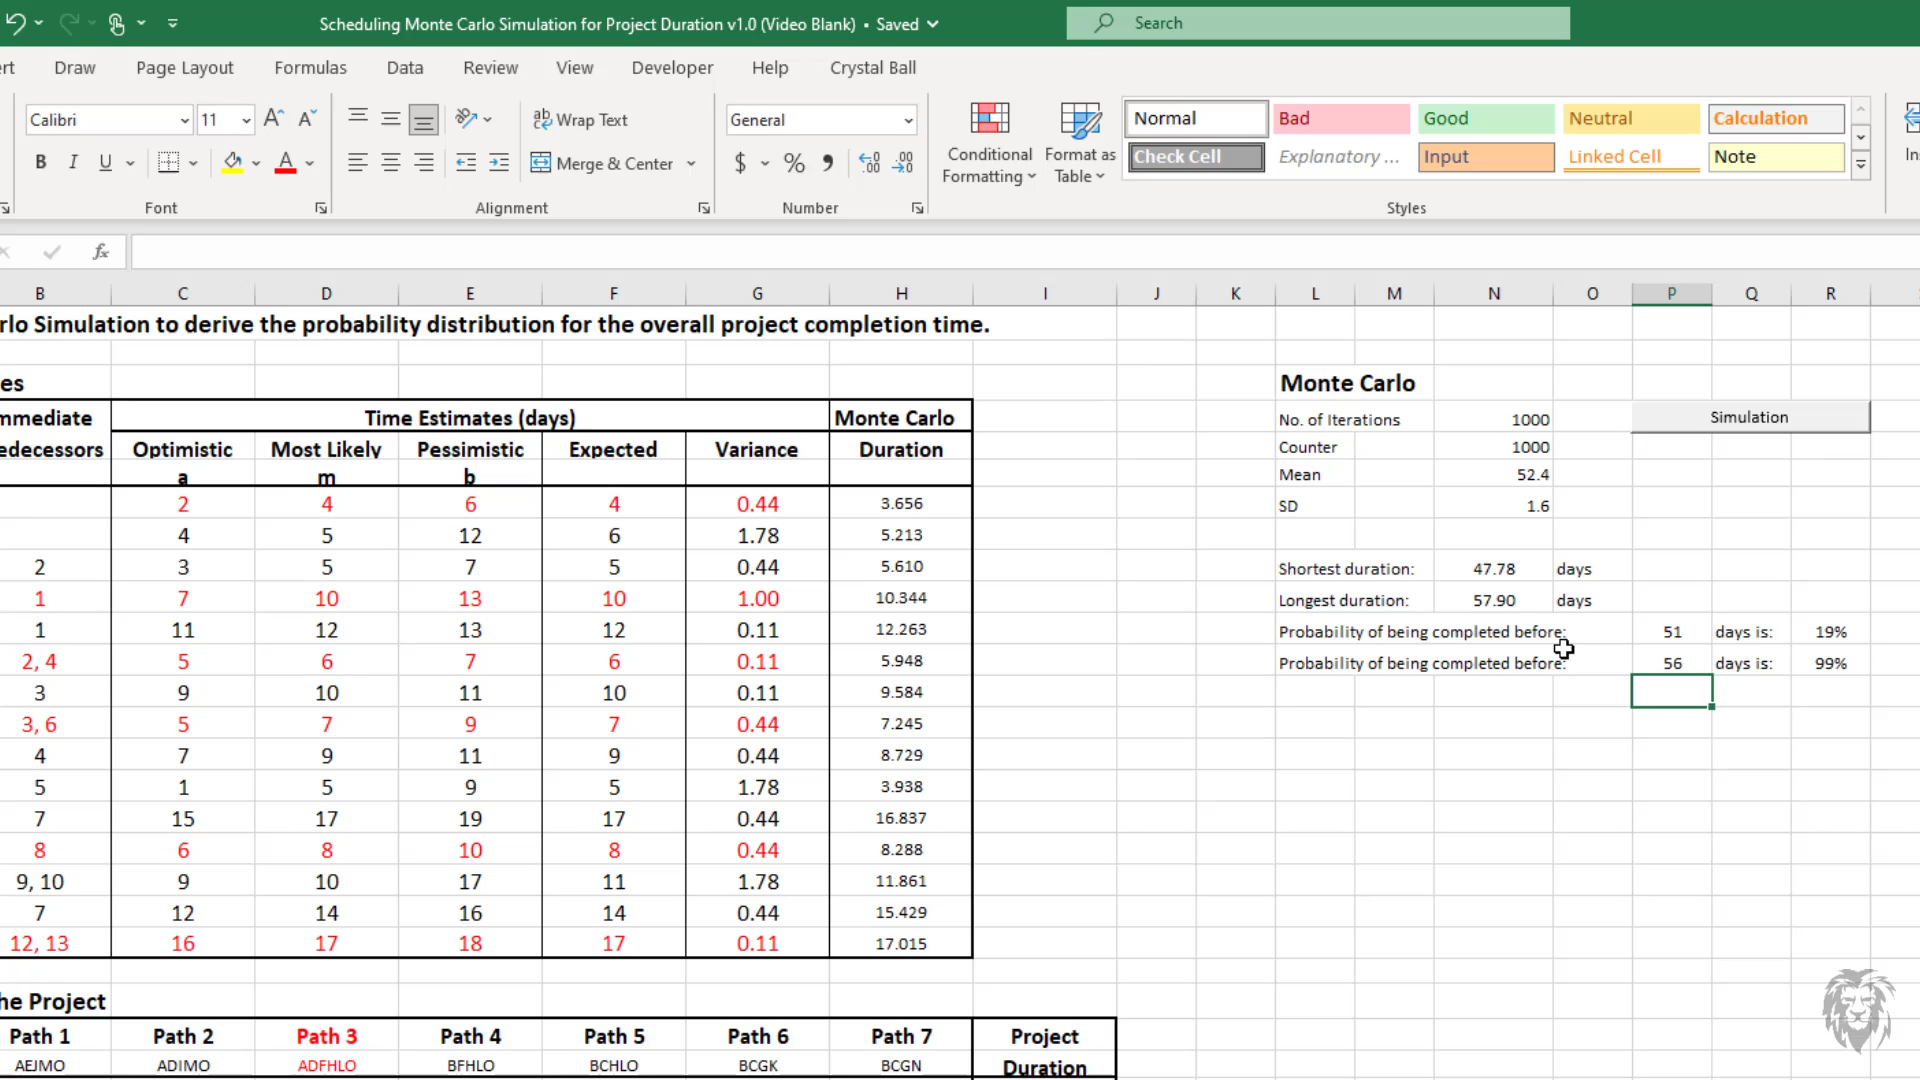 Scheduling Monte Carlo Simulation for Project Duration v1.0 (Video Blank) • Saved
Search
rt Draw Page Layout Formulas Data Review View Developer Help Crystal Ball
Calibri 11 A A Wrap Text General Normal Bad Good Neutral Calculation
B I U A Merge & Center $ % Conditional Formatting Format as Table Check Cell Explanatory ... Input Linked Cell Note
Font Alignment Number Styles
fx
B C D E F G H I J K L M N O P Q R
rlo Simulation to derive the probability distribution for the overall project completion time.
es Monte Carlo
mmediate Time Estimates (days) Monte Carlo No. of Iterations 1000 Simulation
edecessors Optimistic Most Likely Pessimistic Expected Variance Duration Counter 1000
a m b Mean 52.4
2 4 6 4 0.44 3.656 SD 1.6
4 5 12 6 1.78 5.213
2 3 5 7 5 0.44 5.610 Shortest duration: 47.78 days
1 7 10 13 10 1.00 10.344 Longest duration: 57.90 days
1 11 12 13 12 0.11 12.263 Probability of being completed before: 51 days is: 19%
2, 4 5 6 7 6 0.11 5.948 Probability of being completed before: 56 days is: 99%
3 9 10 11 10 0.11 9.584
3, 6 5 7 9 7 0.44 7.245
4 7 9 11 9 0.44 8.729
5 1 5 9 5 1.78 3.938
7 15 17 19 17 0.44 16.837
8 6 8 10 8 0.44 8.288
9, 10 9 10 17 11 1.78 11.861
7 12 14 16 14 0.44 15.429
12, 13 16 17 18 17 0.11 17.015
he Project
Path 1 Path 2 Path 3 Path 4 Path 5 Path 6 Path 7 Project
AEJMO ADIMO ADFHLO BFHLO BCHLO BCGK BCGN Duration